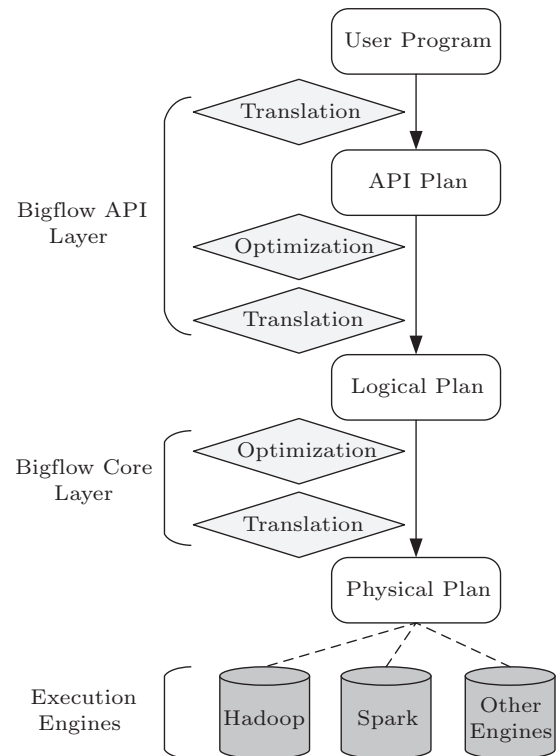 User Program
Translation
API Plan
Bigflow API
Layer
Optimization
Translation
Logical Plan
Optimization
Bigflow Core
Layer
Translation
Physical Plan
Execution
Engines
Hadoop
Spark
Other
Engines